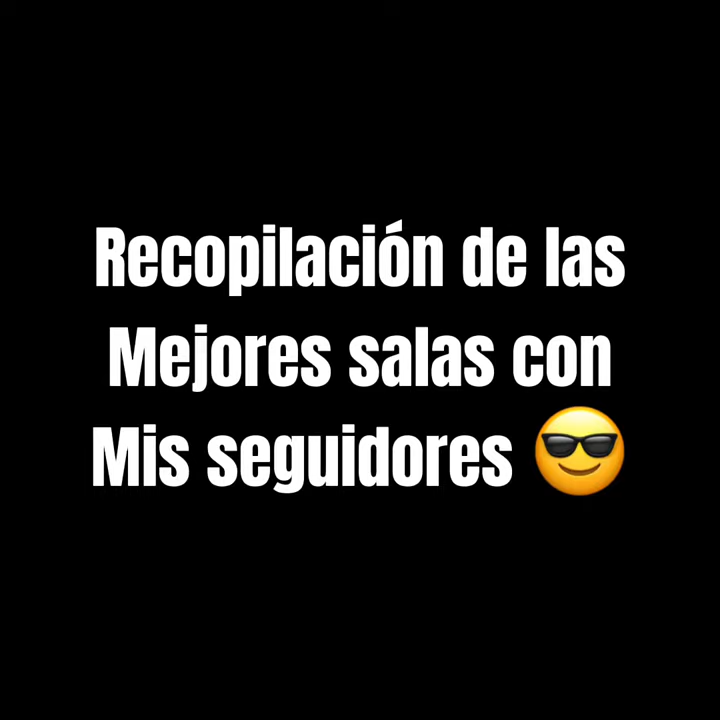 Recopilación de las
Mejores salas con
Mis seguidores 😎